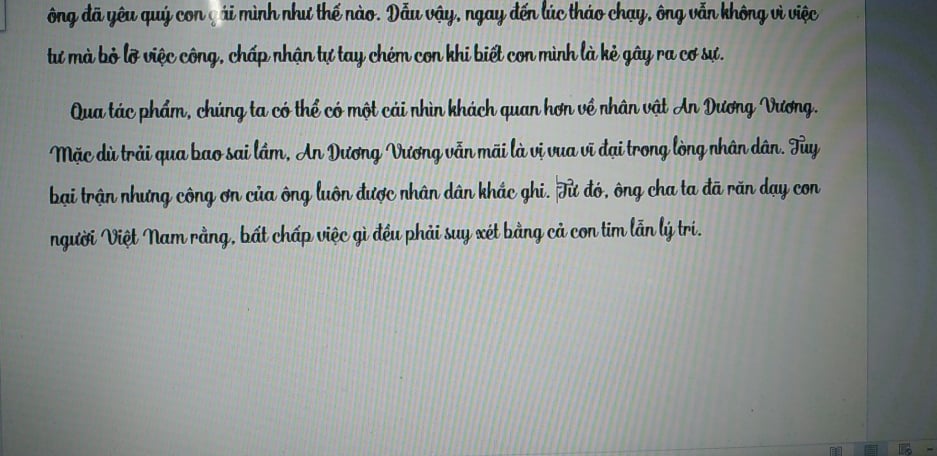 ông đã yêu quý con gái mình như thế nào. Dẫu vậy, ngay đến lúc tháo chạy, ông vẫn không vì việc
tư mà bỏ lỡ việc công, chấp nhận tự tay chém con khi biết con mình là kẻ gây ra cơ sự.
Qua tác phẩm, chúng ta có thể có một cái nhìn khách quan hơn về nhân vật An Dương Vương.
Mặc dù trải qua bao sai lầm, An Dương Vương vẫn mãi là vị vua vĩ đại trong lòng nhân dân. Tuy
bại trận nhưng công ơn của ông luôn được nhân dân khắc ghi. Từ đó, ông cha ta đã răn dạy con
người Việt Nam rằng, bất chấp việc gì đều phải suy xét bằng cả con tim lẫn lý trí.